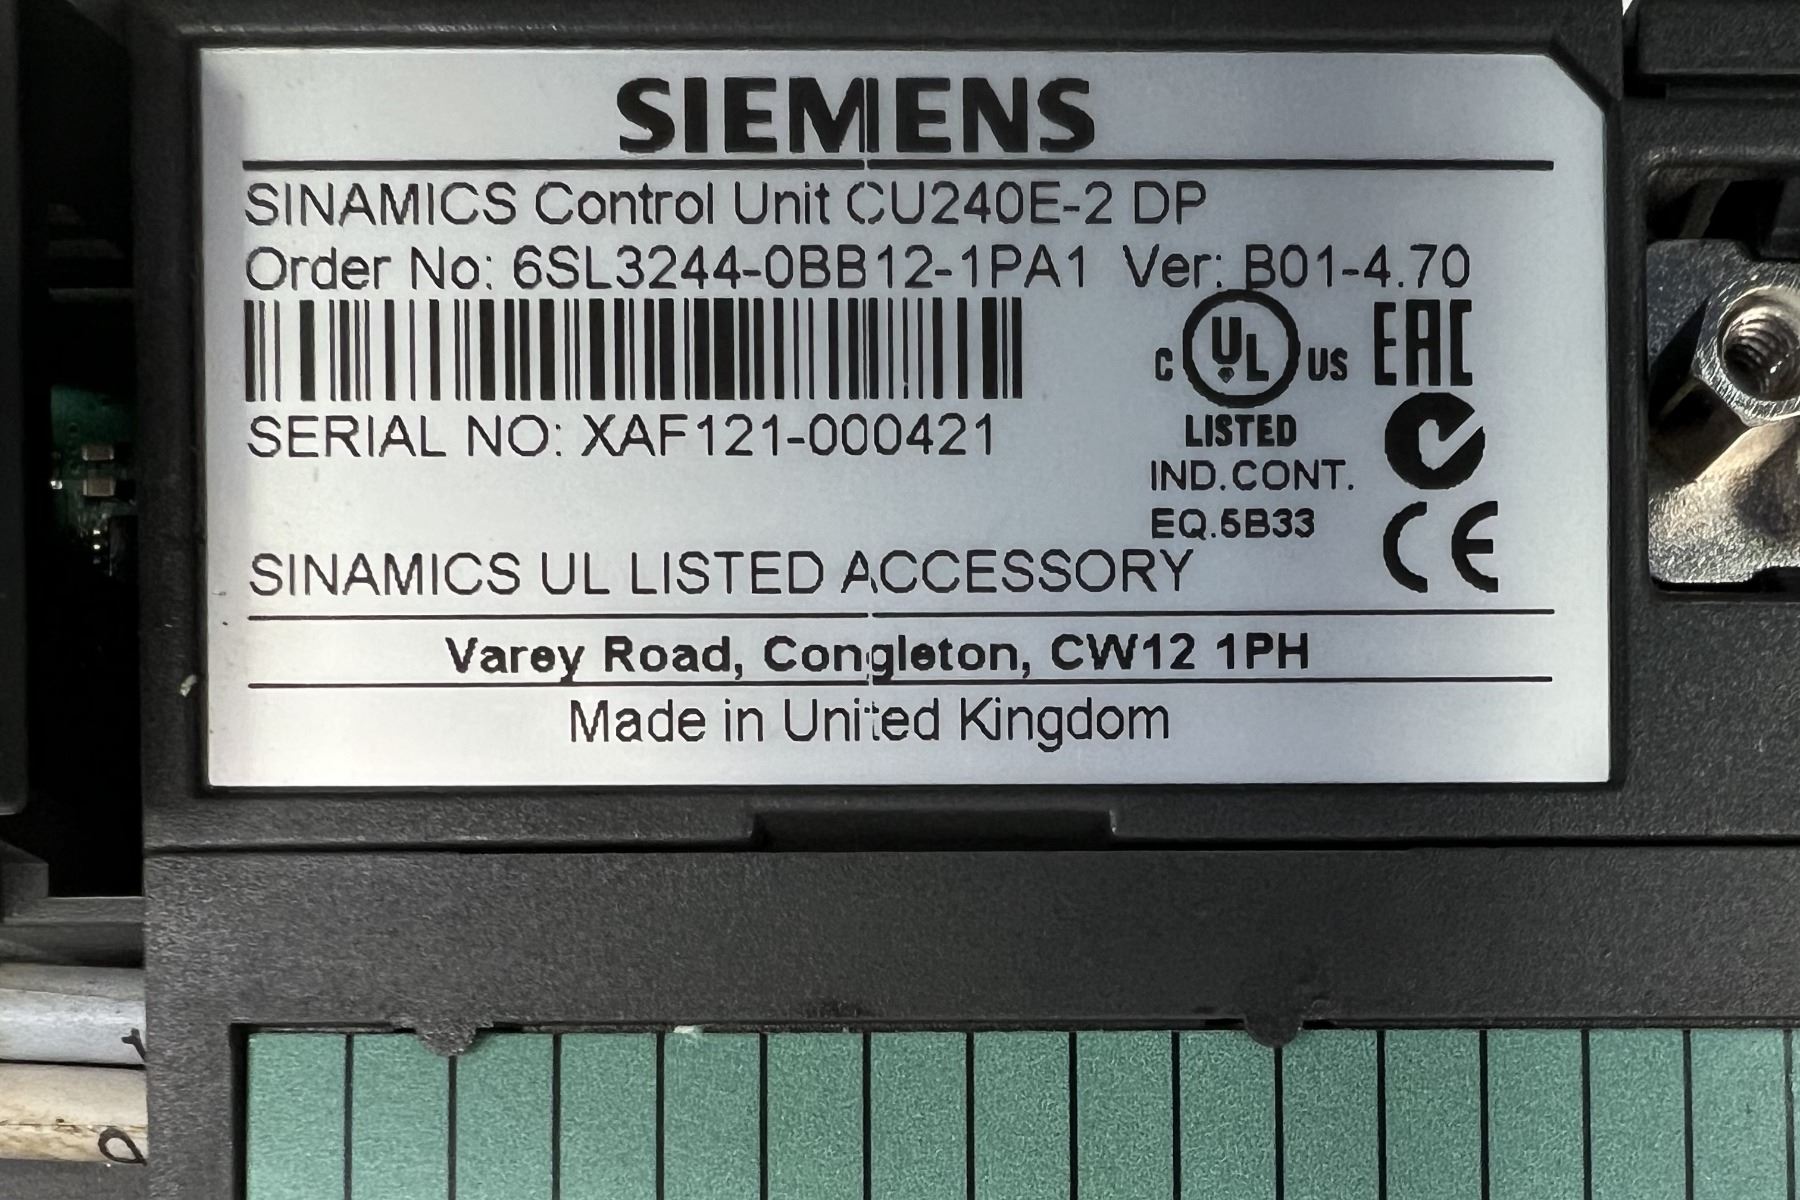 SIEMENS
SINAMICS Control Unit CU240E-2 DP
Order No: 6SL3244-0BB12-1PA1 Ver: B01-4.70
C UL US EAC
LISTED
SERIAL NO: XAF121-000421
IND.CONT.
EQ.5B33
CE
SINAMICS UL LISTED ACCESSORY
Varey Road, Congleton, CW12 1PH
Made in United Kingdom